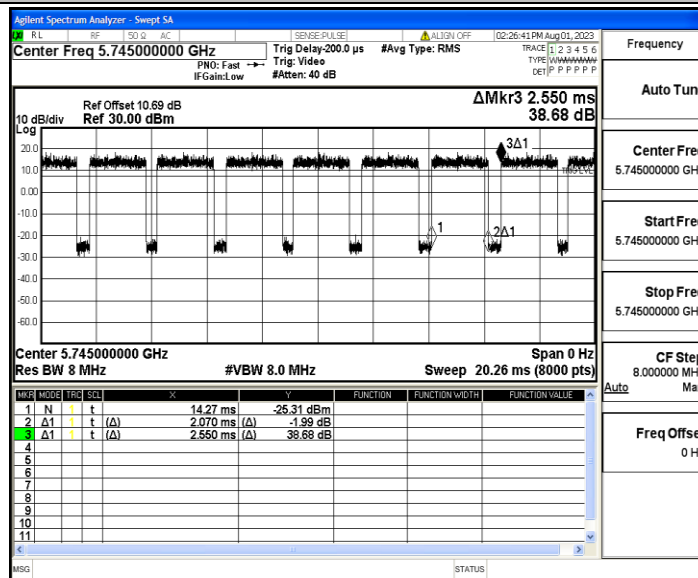 Agilent Spectrum Analyzer - Swept SA
RL RF 50 Ω AC SENSE:PULSE ALIGN OFF 02:26:41 PM Aug 01, 2023
Center Freq 5.745000000 GHz
PNO: Fast
IFGain:Low
Trig Delay-200.0 µs
Trig: Video
#Atten: 40 dB
#Avg Type: RMS
TRACE 1 2 3 4 5 6
TYPE
DET P P P P P P
Ref Offset 10.69 dB
10 dB/div Ref 30.00 dBm
ΔMkr3 2.550 ms
38.68 dB
Log
20.0
10.0
0.00
-10.0
-20.0
-30.0
-40.0
-50.0
-60.0
3Δ1
1
2Δ1
Center 5.745000000 GHz Span 0 Hz
Res BW 8 MHz #VBW 8.0 MHz Sweep 20.26 ms (8000 pts)
MKR MODE TRC SCL X Y FUNCTION FUNCTION WIDTH FUNCTION VALUE
1 N 1 t 14.27 ms -25.31 dBm
2 Δ1 1 t (Δ) 2.070 ms (Δ) -1.99 dB
3 Δ1 1 t (Δ) 2.550 ms (Δ) 38.68 dB
4
5
6
7
8
9
10
11
MSG STATUS
Frequency
Auto Tun
Center Fre
5.745000000 GH
Start Fre
5.745000000 GH
Stop Fre
5.745000000 GH
CF Step
8.000000 MH
Auto Ma
Freq Offse
0 H